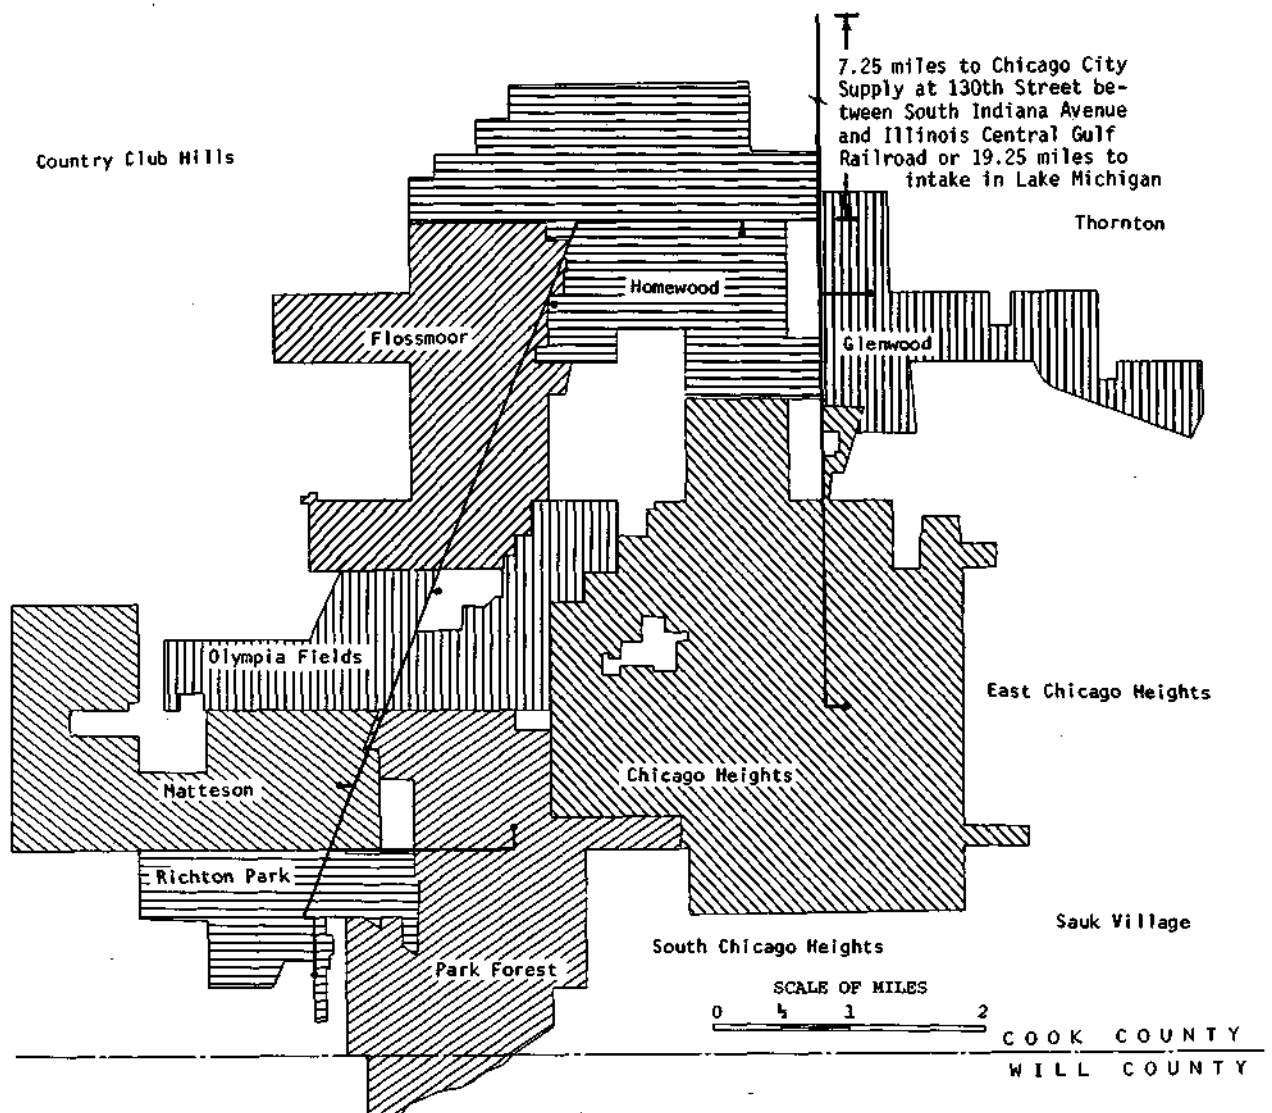 7.25 miles to Chicago City
Supply at 130th Street be-
tween South Indiana Avenue
and Illinois Central Gulf
Railroad or 19.25 miles to
intake in Lake Michigan
Country Club Hills
Thornton
Homewood
Flossmoor
Glenwood
Olympia Fields
East Chicago Heights
Chicago Heights
Matteson
Richton Park
Sauk Village
South Chicago Heights
Park Forest
SCALE OF MILES
0 ½ 1 2
COOK COUNTY
WILL COUNTY